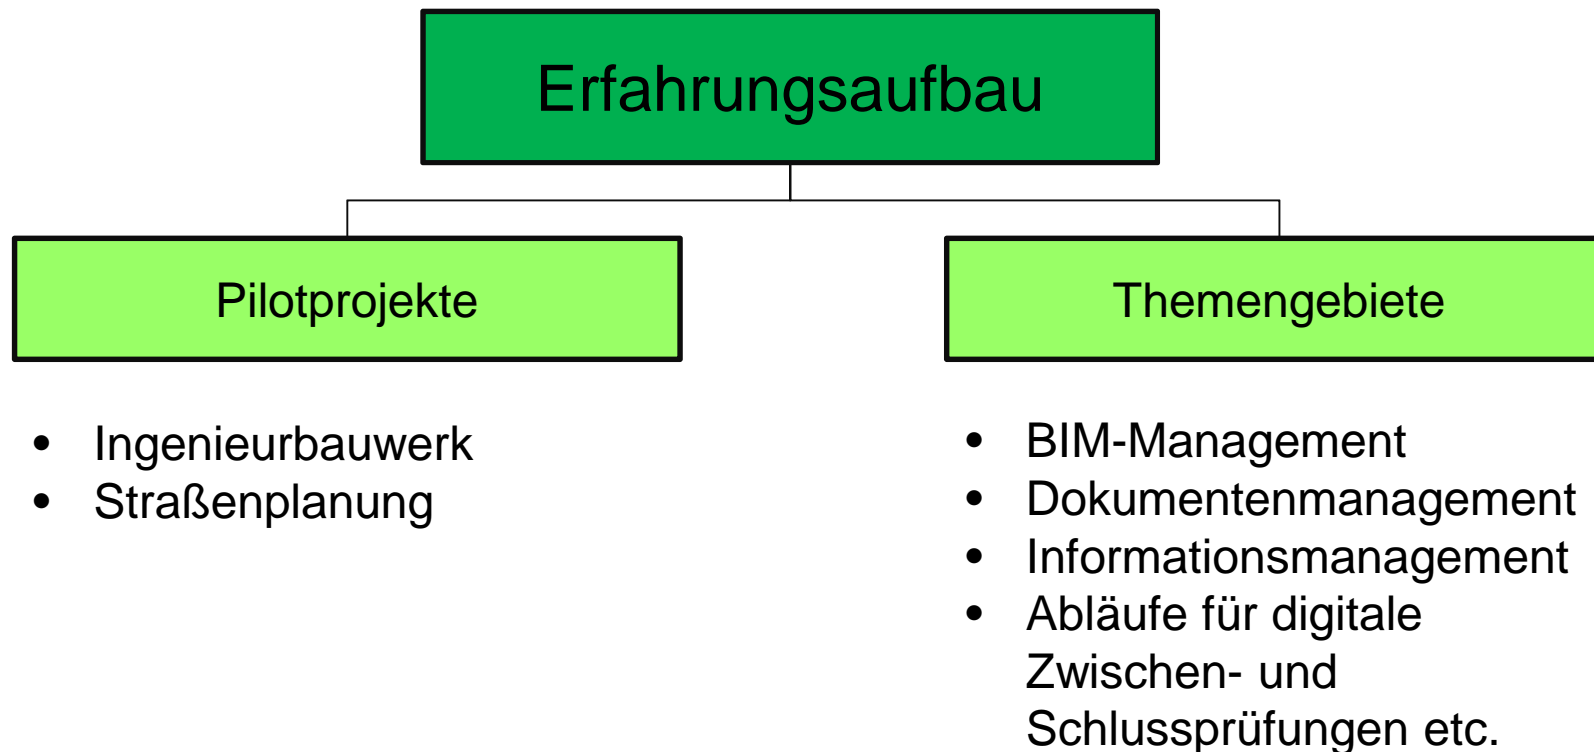 Erfahrungsaufbau
Pilotprojekte
• Ingenieurbauwerk
• Straßenplanung
Themengebiete
• BIM-Management
• Dokumentenmanagement
• Informationsmanagement
• Abläufe für digitale
Zwischen- und
Schlussprüfungen etc.